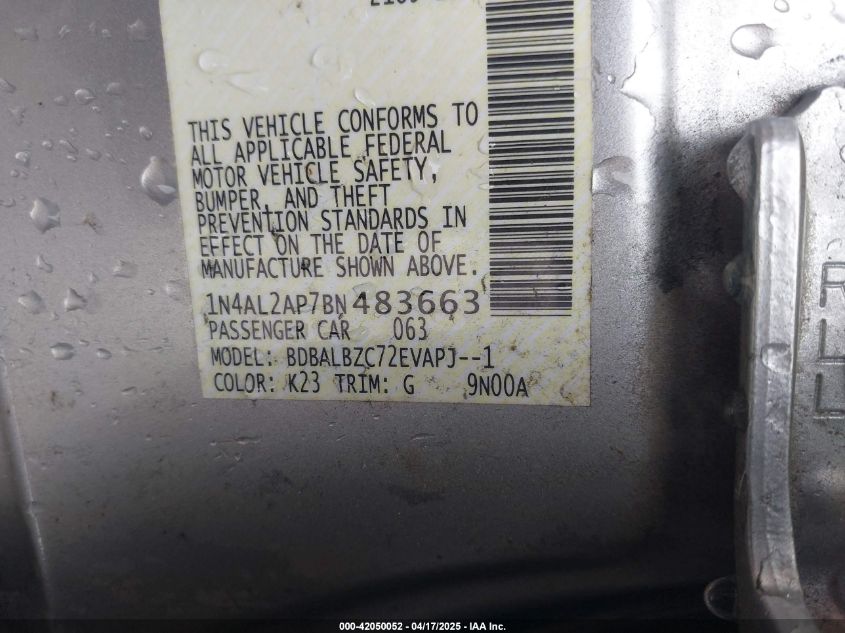 THIS VEHICLE CONFORMS TO
ALL APPLICABLE FEDERAL
MOTOR VEHICLE SAFETY,
BUMPER, AND THEFT
PREVENTION STANDARDS IN
EFFECT ON THE DATE OF
MANUFACTURE SHOWN ABOVE.
1N4AL2AP7BN483663
PASSENGER CAR 063
MODEL: BDBALBZC72EVAPJ--1
COLOR: K23 TRIM: G 9N00A
000-42050052 - 04/17/2025 - IAA Inc.